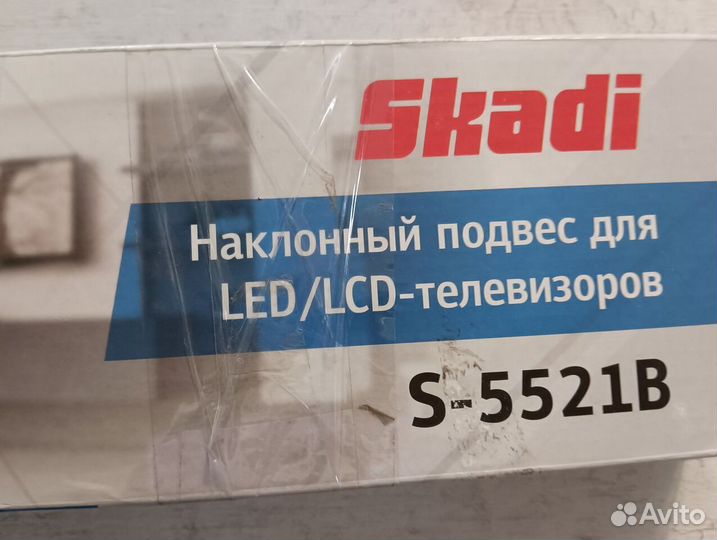 Skadi
Наклонный подвес для
LED/LCD-телевизоров
S-5521B
Avito